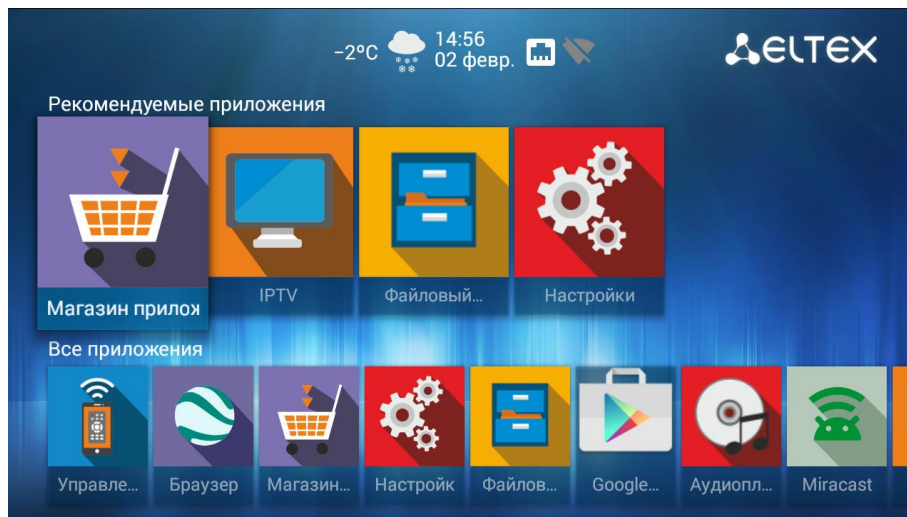 -2°C
14:56
02 февр.
ELTEX
Рекомендуемые приложения
Магазин прилож
IPTV
Файловый...
Настройки
Все приложения
Управле...
Браузер
Магазин...
Настройк
Файлов...
Google...
Аудиопл...
Miracast